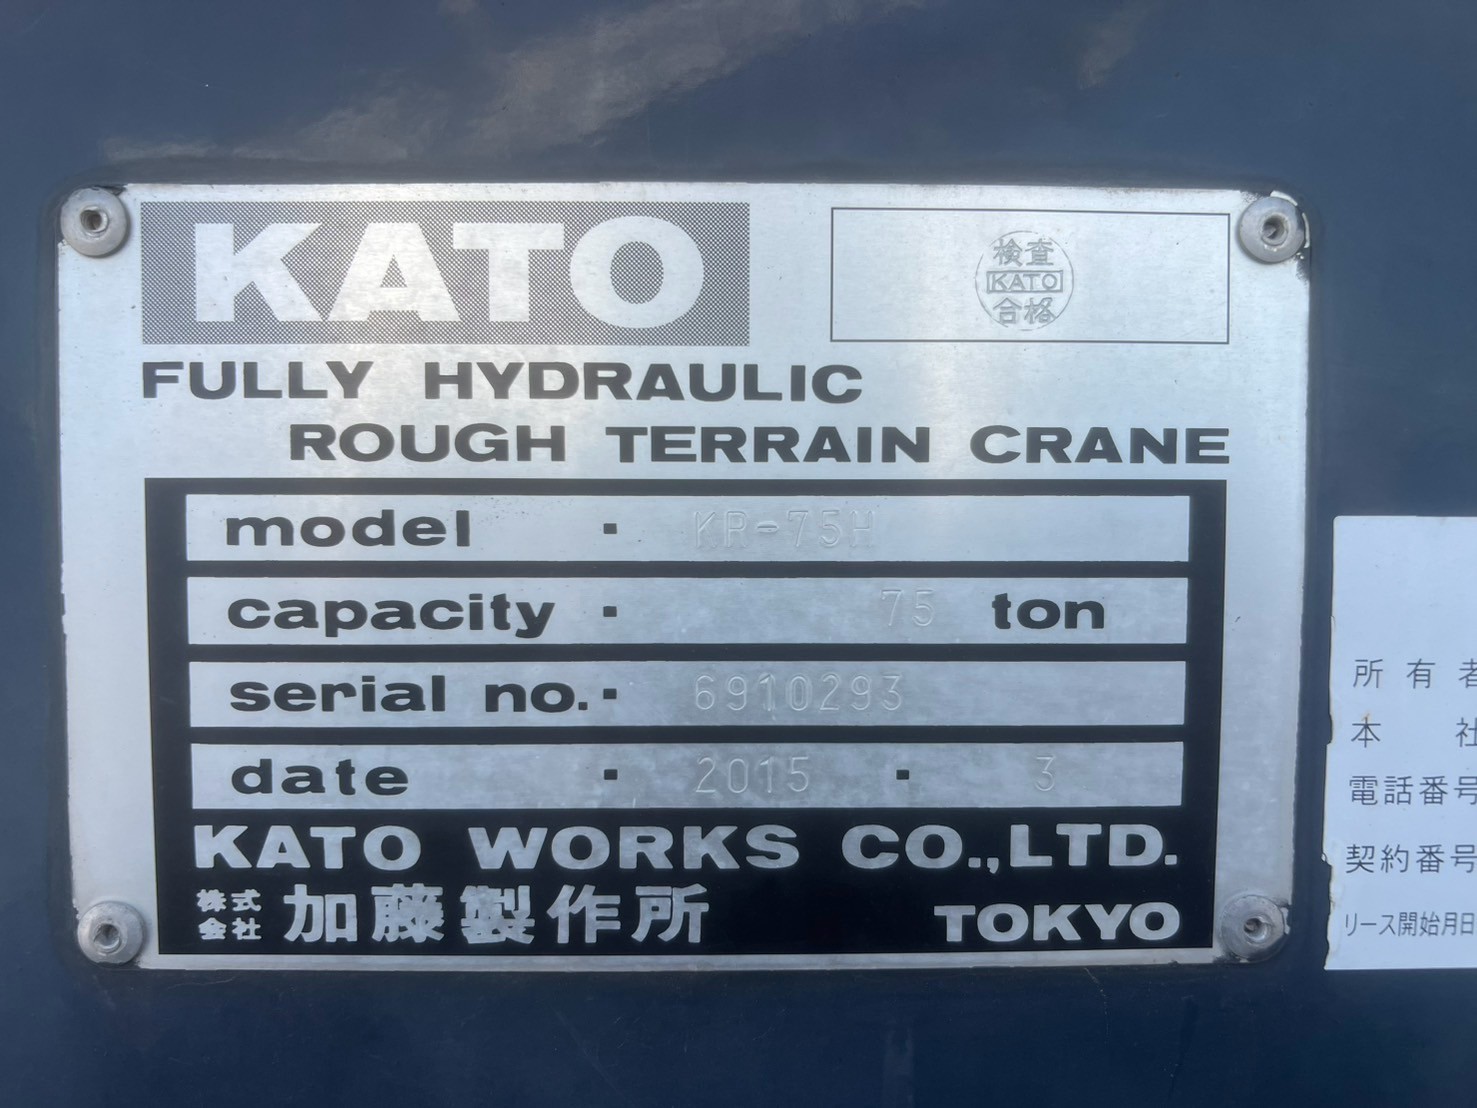 KATO
検査
KATO
合格
FULLY HYDRAULIC
ROUGH TERRAIN CRANE
model · KR-75H
capacity · 75 ton
serial no. · 6910293
date · 2015 · 3
KATO WORKS CO.,LTD.
株式会社 加藤製作所 TOKYO
所有者
本社
電話番号
契約番号
リース開始月日